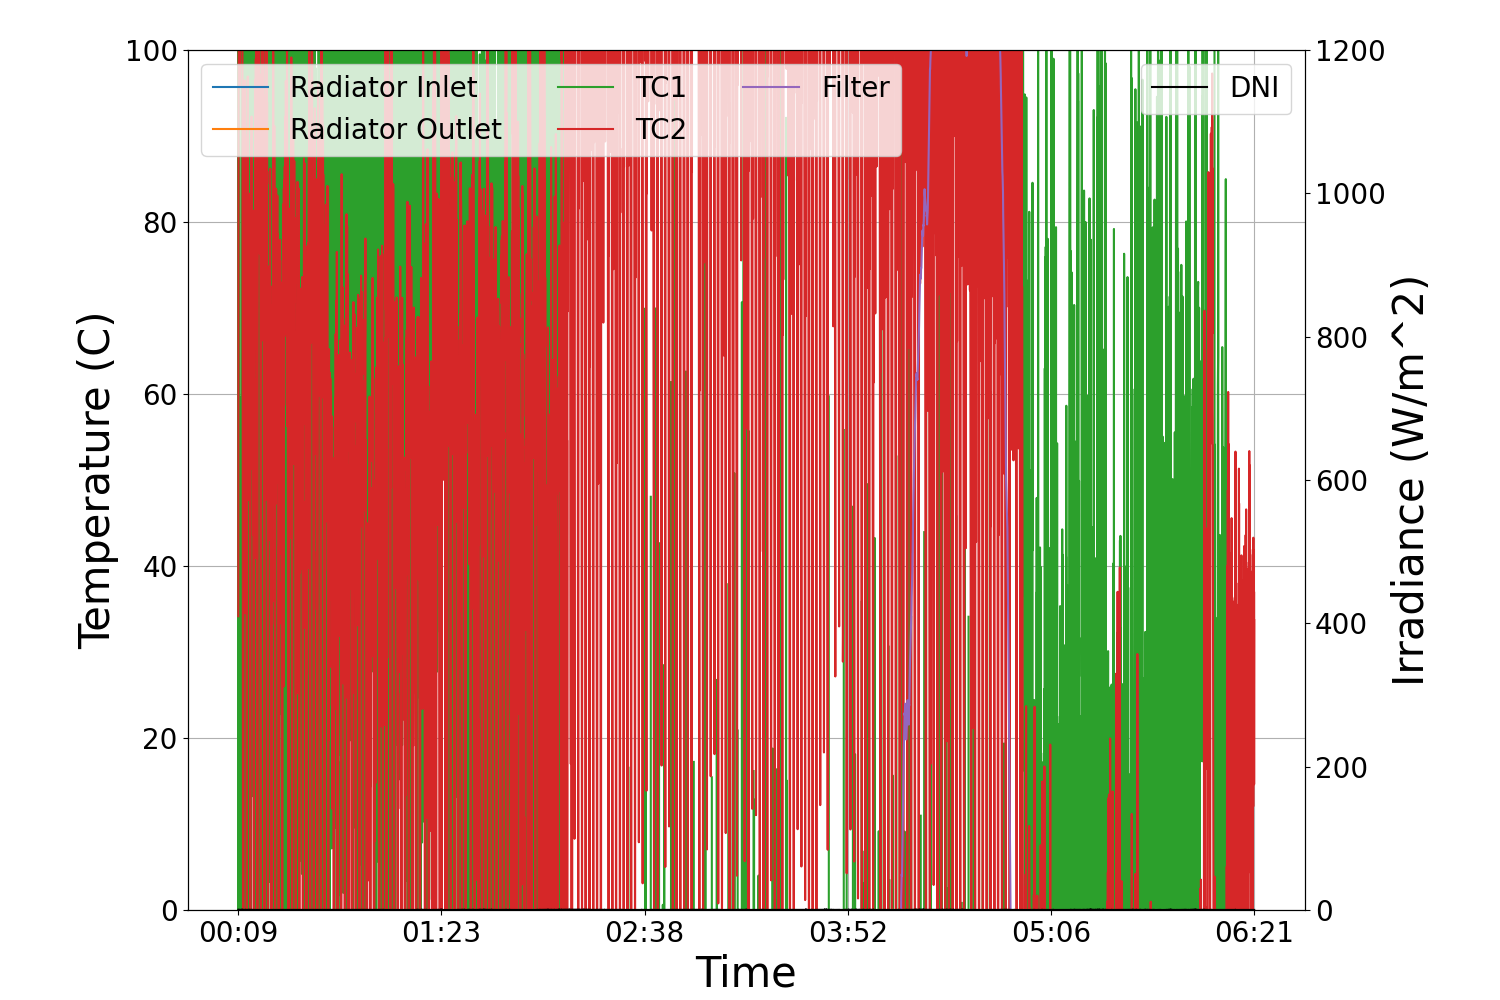 Radiator Inlet
Radiator Outlet
TC1
TC2
Filter
DNI
100
80
60
40
20
0
Temperature (C)
1200
1000
800
600
400
200
0
Irradiance (W/m^2)
00:09 01:23 02:38 03:52 05:06 06:21
Time